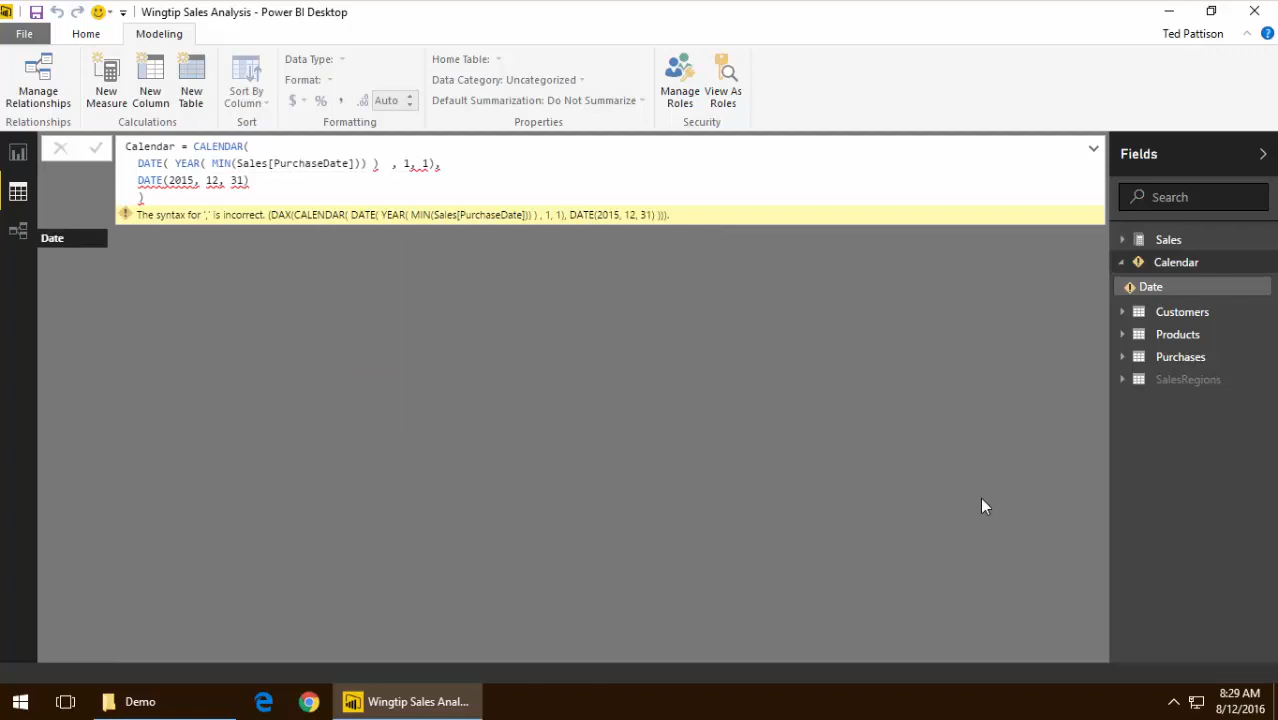 Wingtip Sales Analysis - Power BI Desktop
File
Home
Modeling
Ted Pattison
?
Manage
Relationships
New
Measure
New
Column
New
Table
Sort By
Column
Data Type:
Format:
$ % , .00 Auto
Home Table:
Data Category: Uncategorized
Default Summarization: Do Not Summarize
Manage
Roles
View As
Roles
Relationships
Calculations
Sort
Formatting
Properties
Security
Calendar = CALENDAR(
DATE( YEAR( MIN(Sales[PurchaseDate])) ) , 1, 1),
DATE(2015, 12, 31)
)
The syntax for ',' is incorrect. (DAX(CALENDAR( DATE( YEAR( MIN(Sales[PurchaseDate])) ) , 1, 1), DATE(2015, 12, 31) ))).
Date
Fields
Search
Sales
Calendar
Date
Customers
Products
Purchases
SalesRegions
Demo
Wingtip Sales Anal...
8:29 AM
8/12/2016